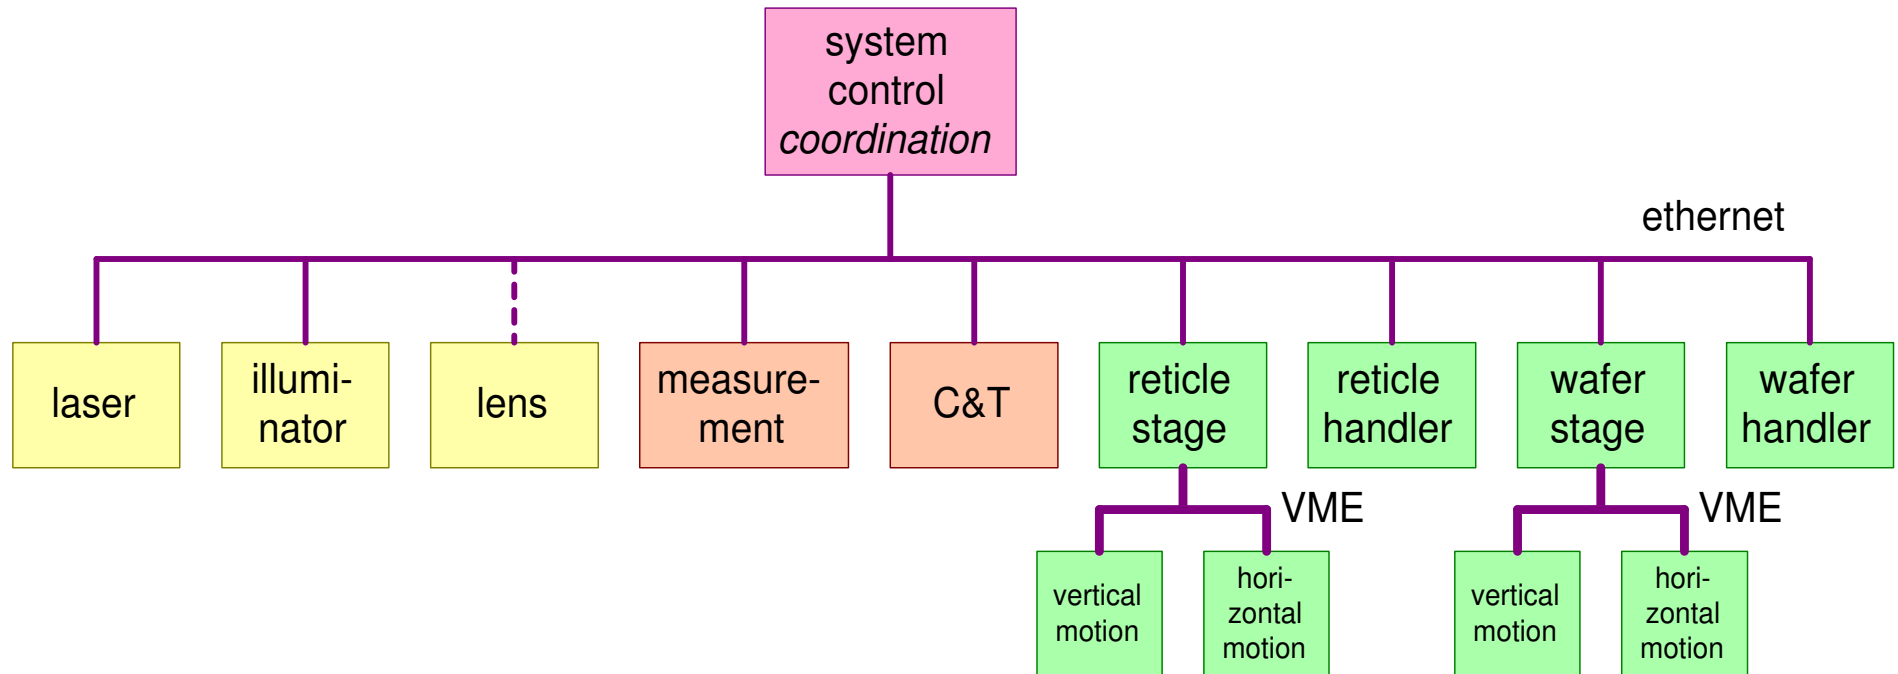 system
control
coordination
ethernet
laser
illumi-
nator
lens
measure-
ment
C&T
reticle
stage
reticle
handler
wafer
stage
wafer
handler
VME
VME
vertical
motion
hori-
zontal
motion
vertical
motion
hori-
zontal
motion